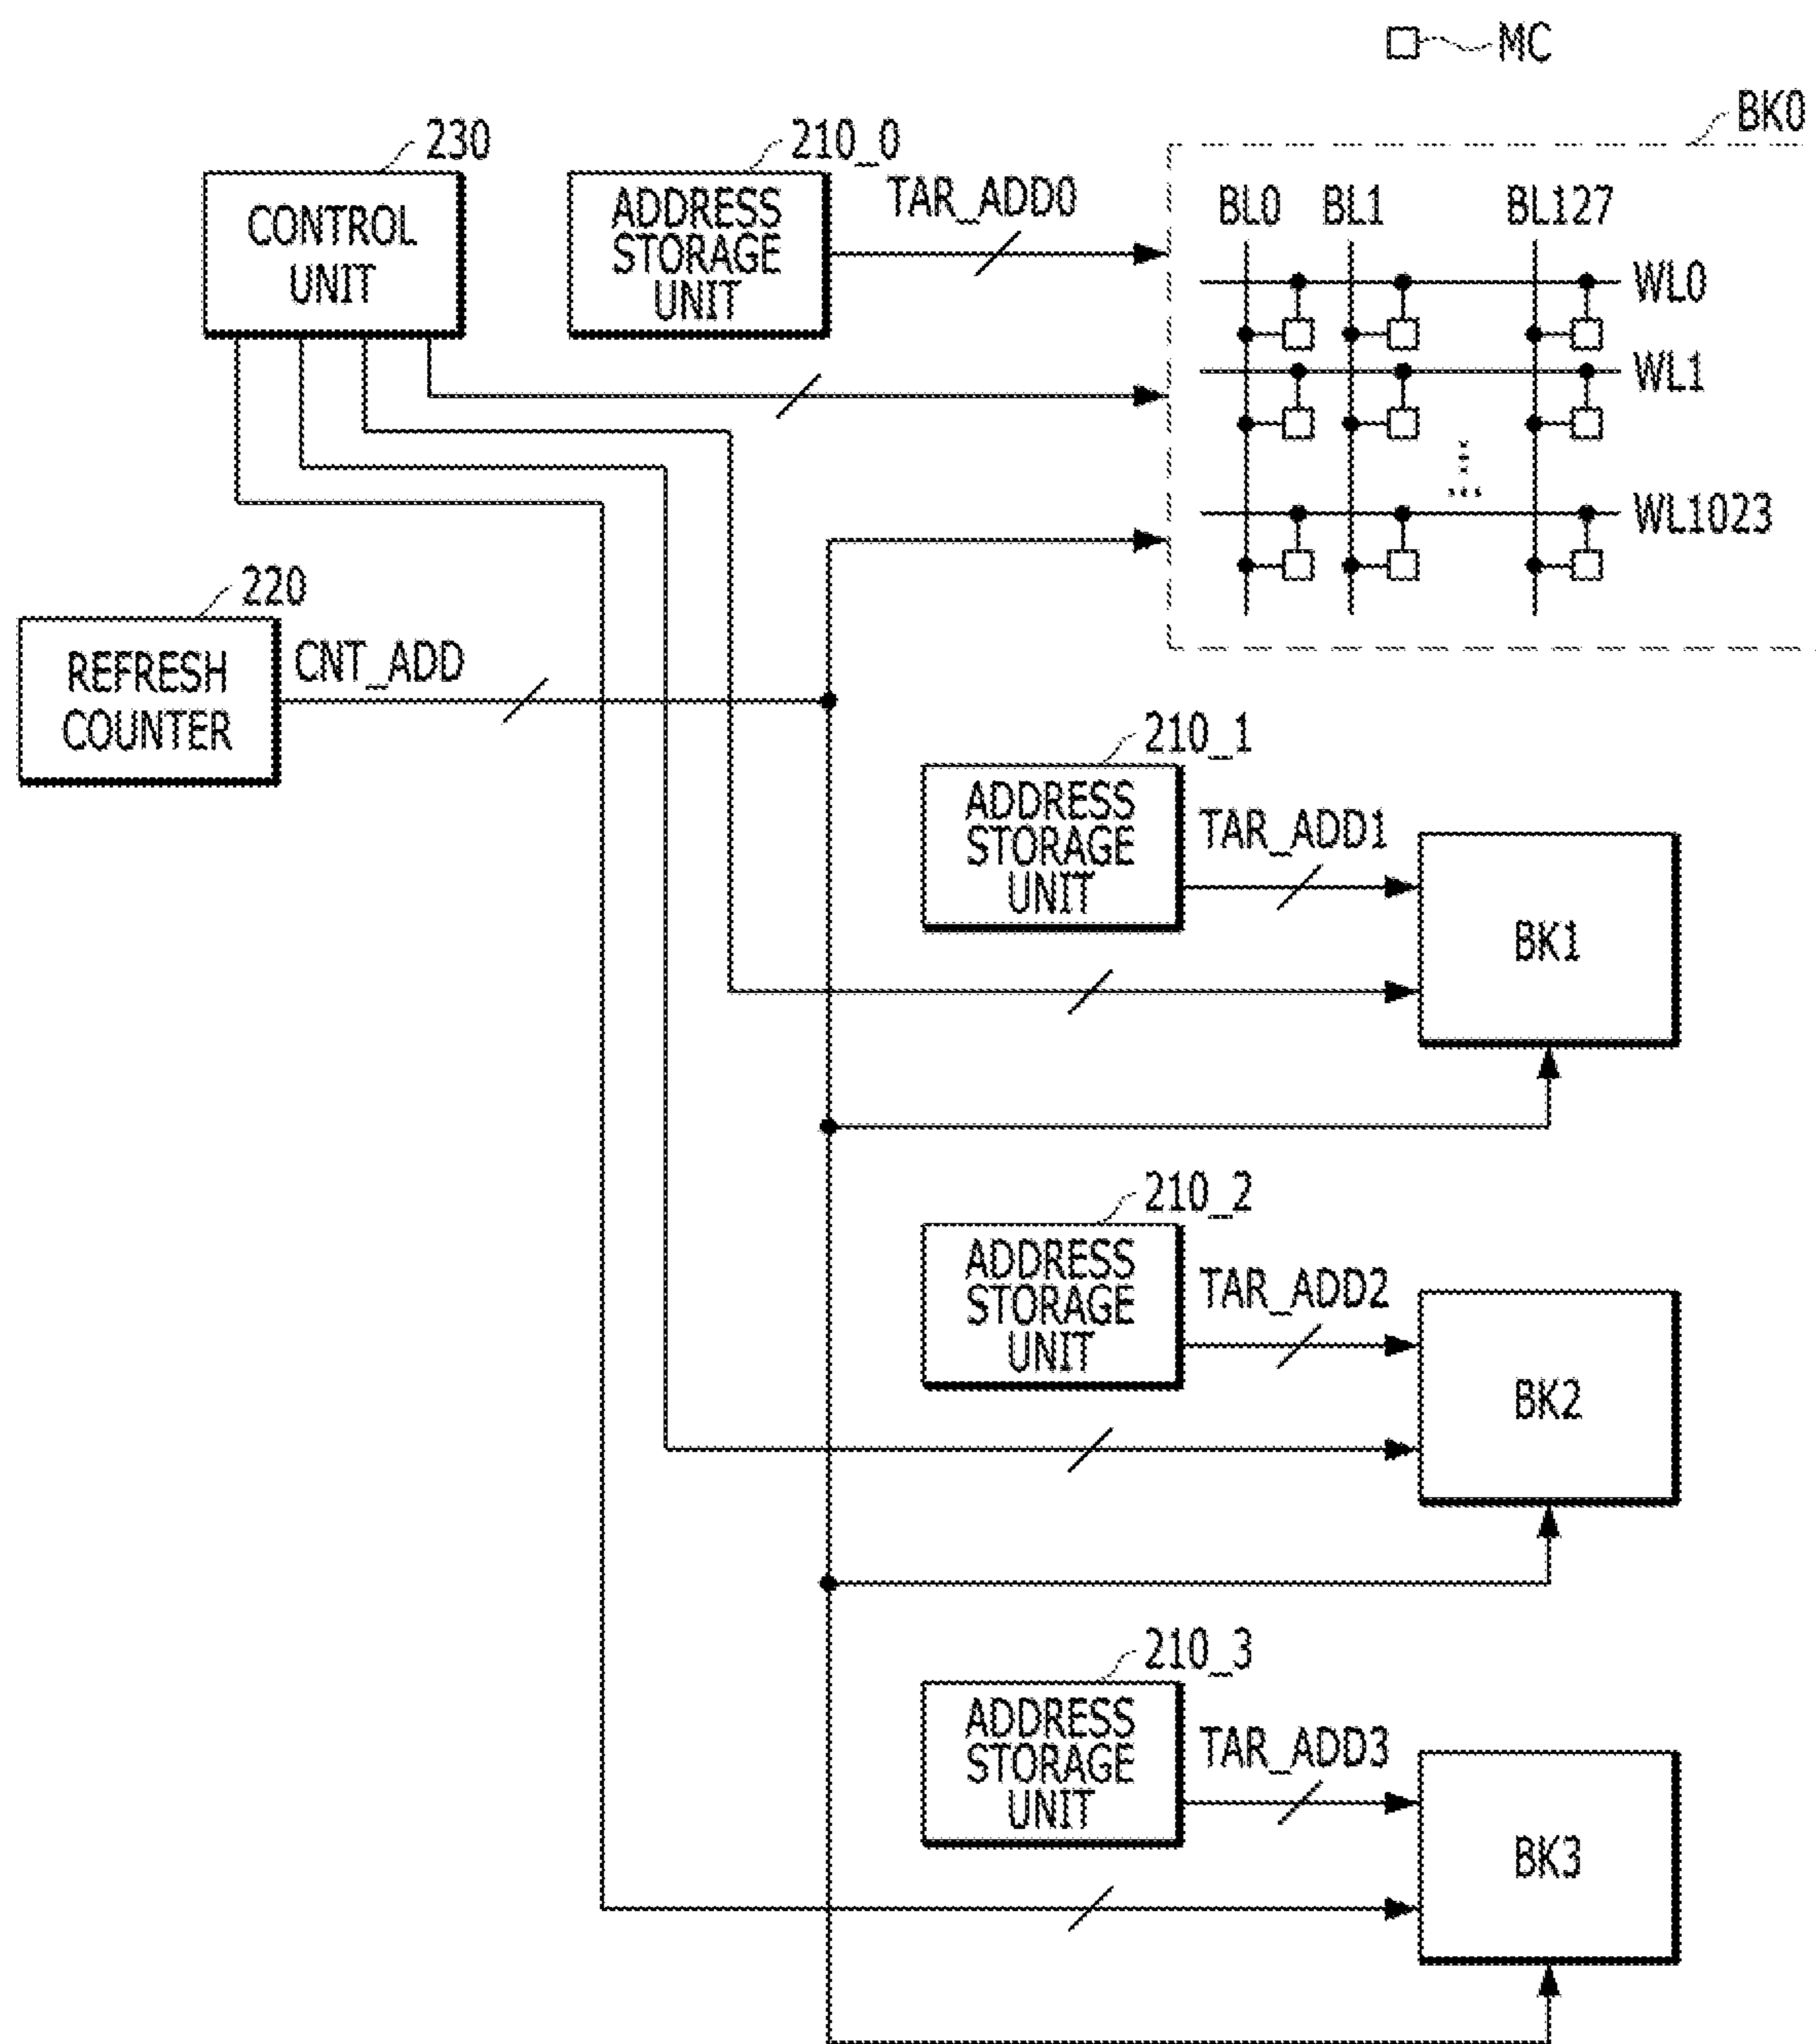 MC
BK0
230
210_0
CONTROL
UNIT
ADDRESS
STORAGE
UNIT
TAR_ADD0
BL0 BL1 BL127
WL0
WL1
WL1023
220
REFRESH
COUNTER
CNT_ADD
210_1
ADDRESS
STORAGE
UNIT
TAR_ADD1
BK1
210_2
ADDRESS
STORAGE
UNIT
TAR_ADD2
BK2
210_3
ADDRESS
STORAGE
UNIT
TAR_ADD3
BK3